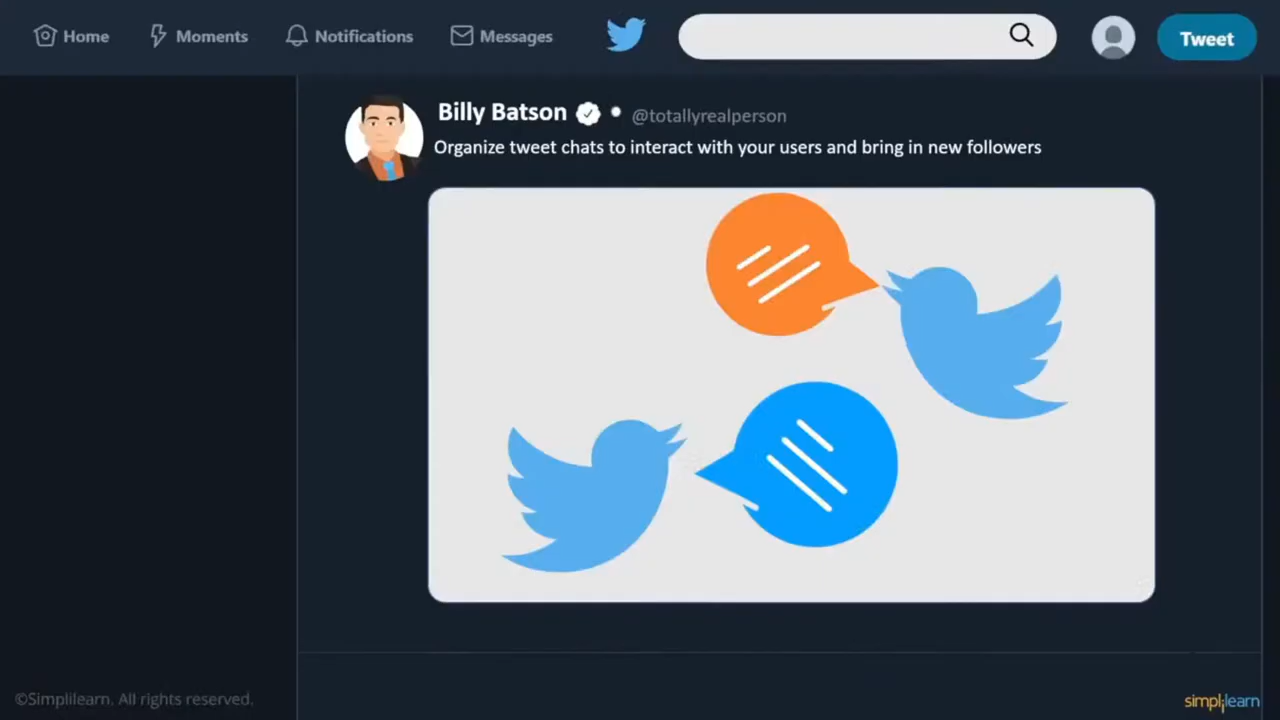 Home Moments Notifications Messages Tweet
Billy Batson @totallyrealperson
Organize tweet chats to interact with your users and bring in new followers
©Simplilearn. All rights reserved.
simplilearn